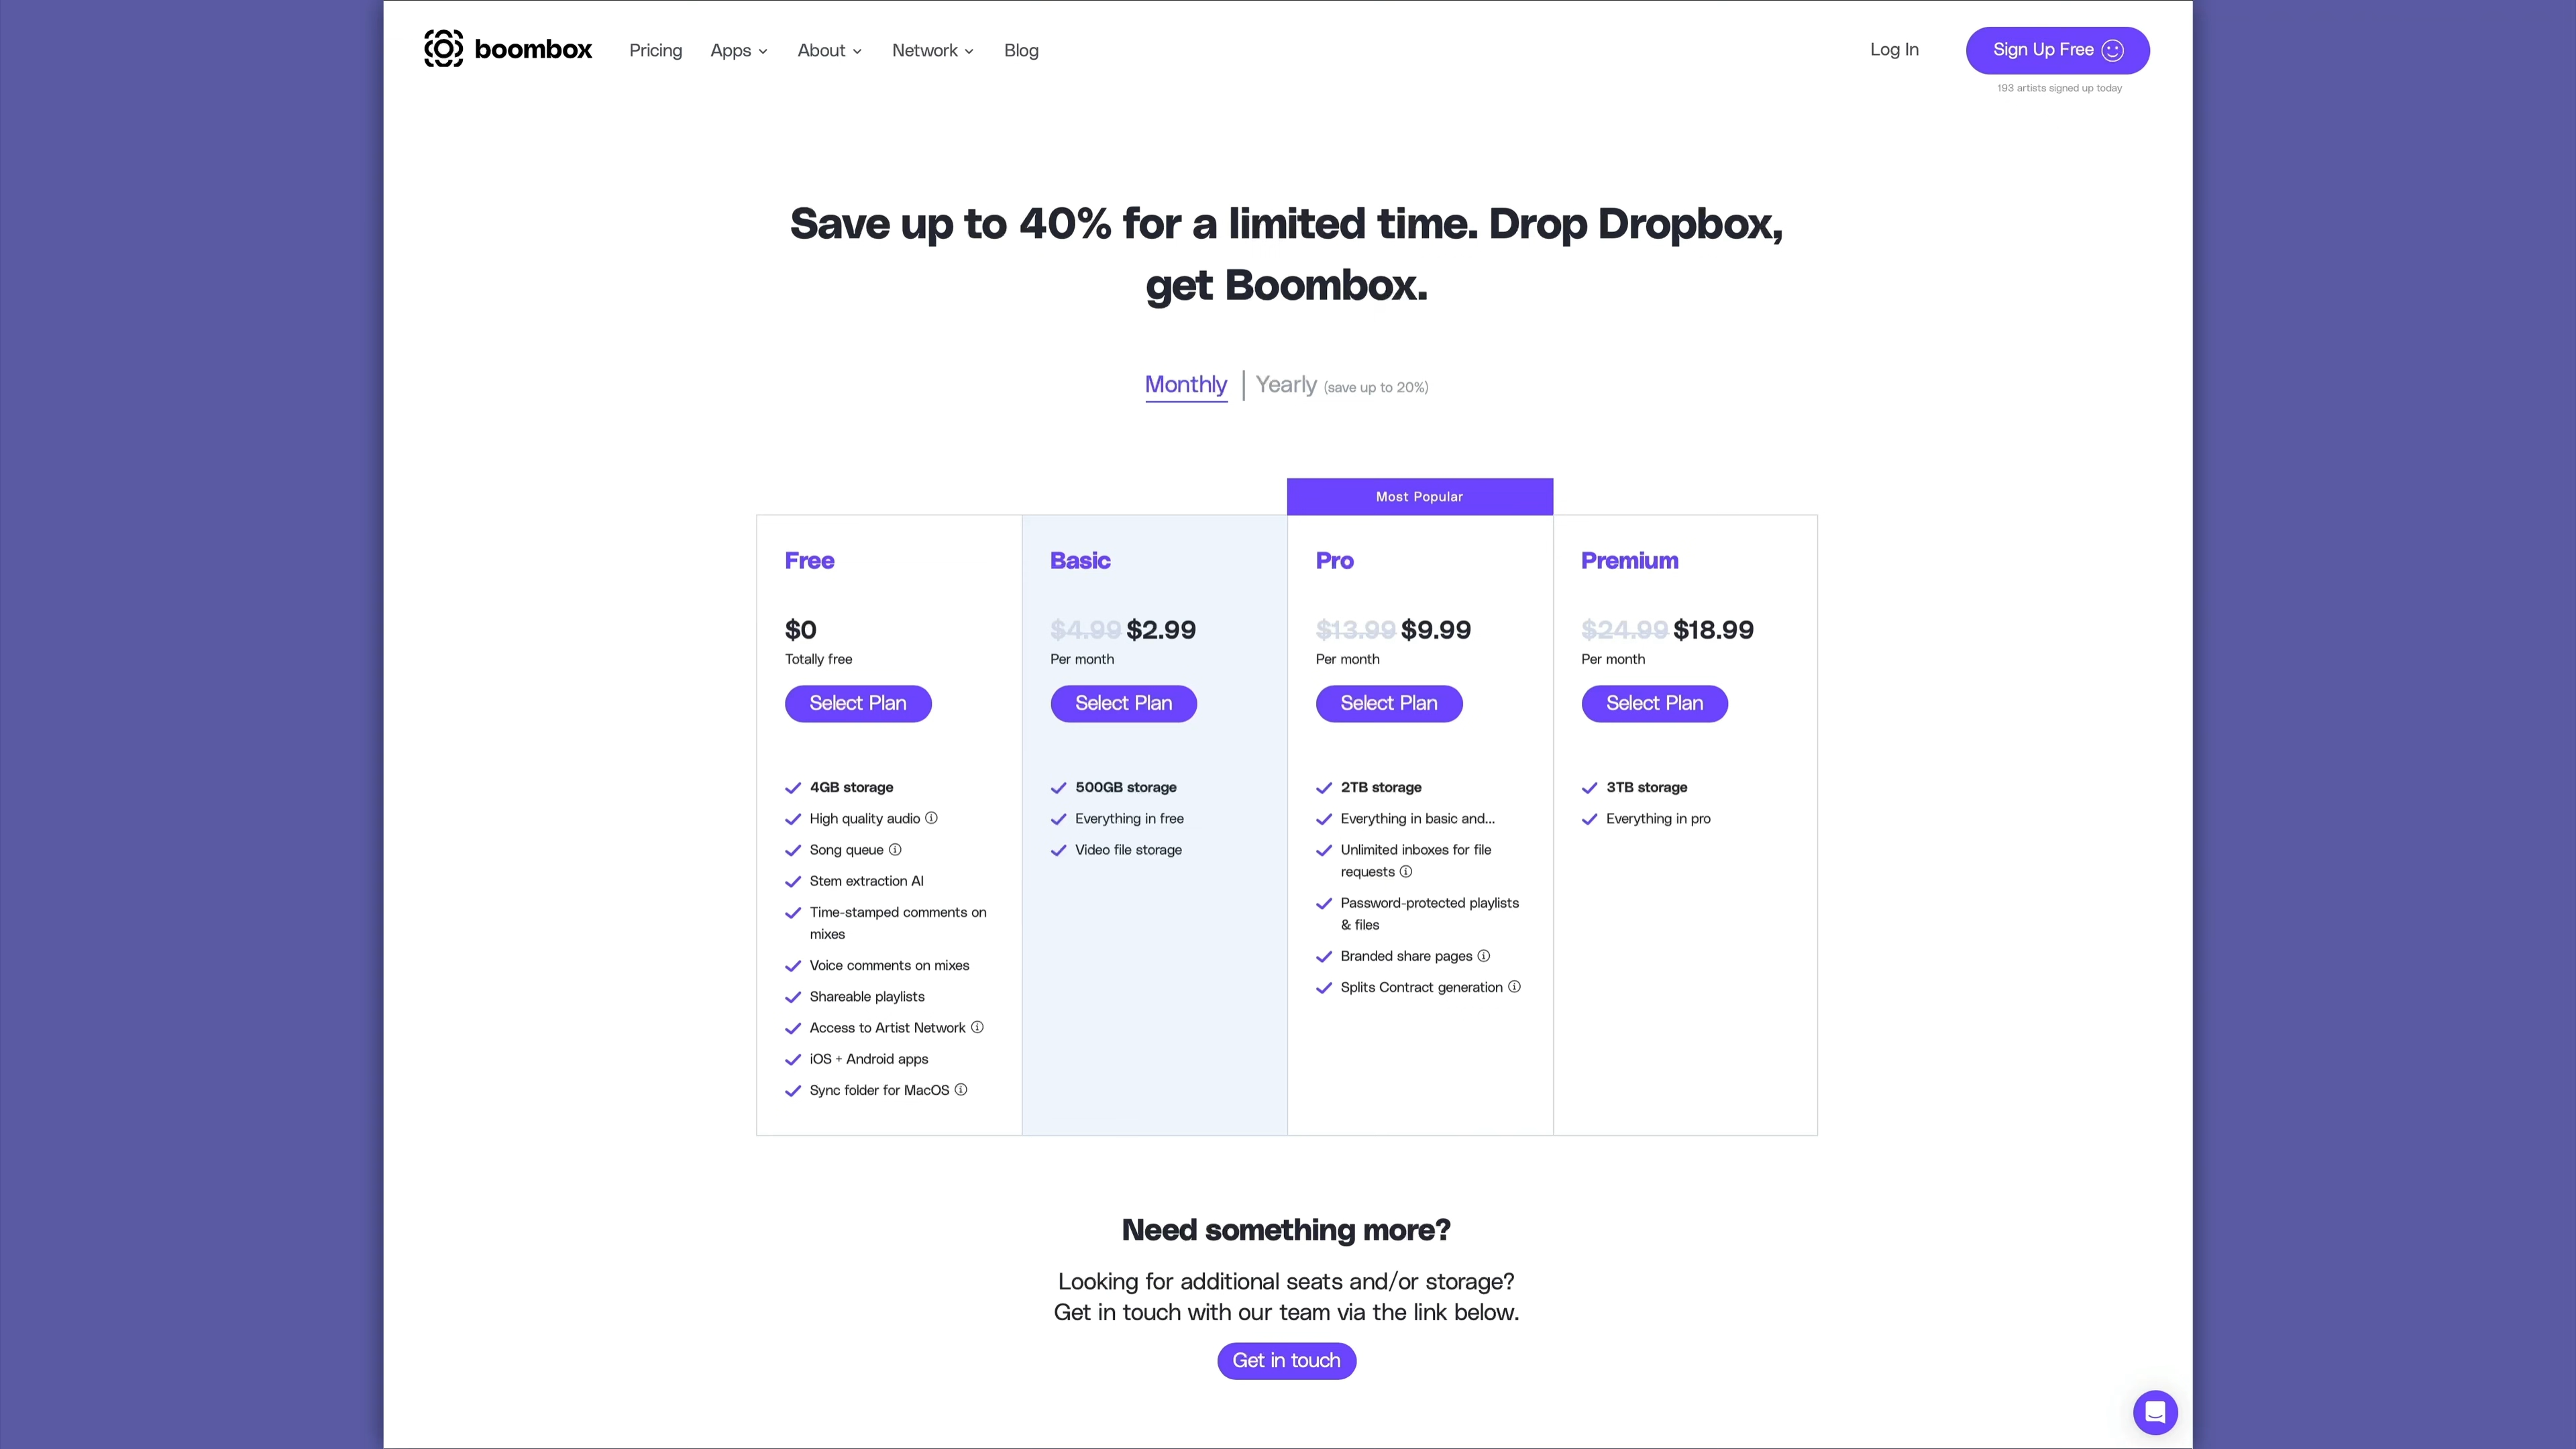 boombox
Pricing
Apps
About
Network
Blog
Log In
Sign Up Free
193 artists signed up today
Save up to 40% for a limited time. Drop Dropbox,
get Boombox.
Monthly
Yearly (save up to 20%)
Most Popular
Free
$0
Totally free
Select Plan
4GB storage
High quality audio
Song queue
Stem extraction AI
Time-stamped comments on
mixes
Voice comments on mixes
Shareable playlists
Access to Artist Network
iOS + Android apps
Sync folder for MacOS
Basic
$4.99 $2.99
Per month
Select Plan
500GB storage
Everything in free
Video file storage
Pro
$13.99 $9.99
Per month
Select Plan
2TB storage
Everything in basic and...
Unlimited inboxes for file
requests
Password-protected playlists
& files
Branded share pages
Splits Contract generation
Premium
$24.99 $18.99
Per month
Select Plan
3TB storage
Everything in pro
Need something more?
Looking for additional seats and/or storage?
Get in touch with our team via the link below.
Get in touch